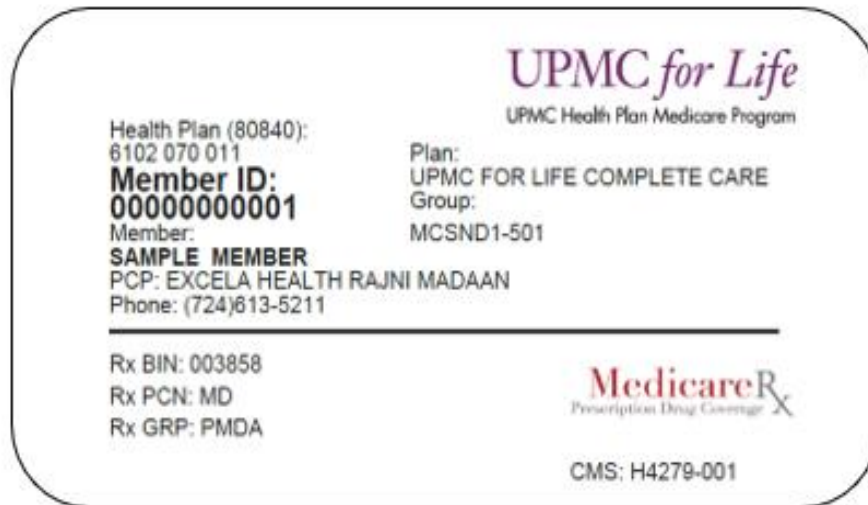 UPMC for Life
UPMC Health Plan Medicare Program
Health Plan (80840):
6102 070 011
Member ID:
00000000001
Member:
SAMPLE MEMBER
Plan:
UPMC FOR LIFE COMPLETE CARE
Group:
MCSND1-501
PCP: EXCELA HEALTH RAJNI MADAAN
Phone: (724)613-5211
Rx BIN: 003858
Rx PCN: MD
Rx GRP: PMDA
MedicareRx
Prescription Drug Coverage
CMS: H4279-001